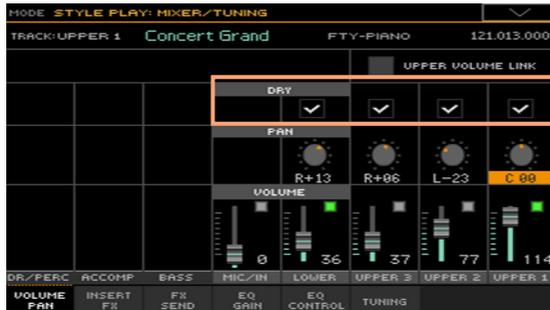 MODE STYLE PLAY: MIXER/TUNING
TRACK:UPPER 1 Concert Grand FTY-PIANO 121.013.000
UPPER VOLUME LINK
DRY
PAN
R+13 R+06 L-23 C 00
VOLUME
0 36 37 77 114
DR/PERC ACCOMP BASS MIC/IN LOWER UPPER 3 UPPER 2 UPPER 1
VOLUME PAN INSERT FX FX SEND EQ GAIN EQ CONTROL TUNING